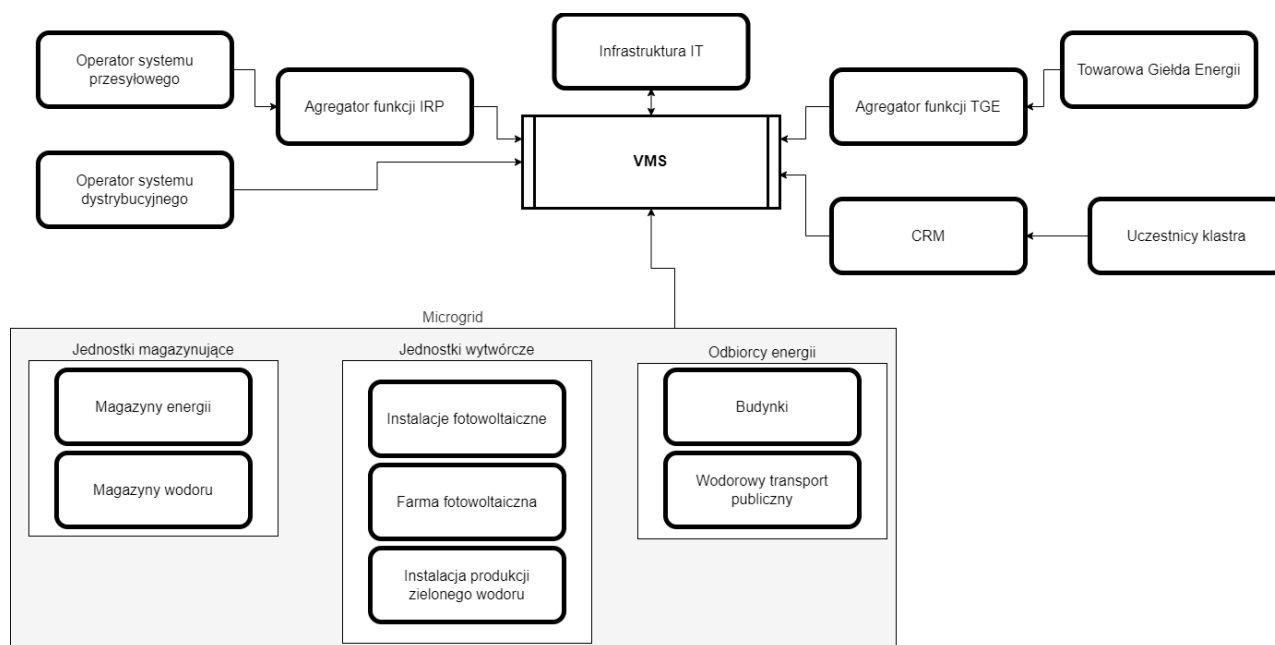 Operator systemu
przesyłowego
Agregator funkcji IRP
Infrastruktura IT
Agregator funkcji TGE
Towarowa Giełda Energii
VMS
Operator systemu
dystrybucyjnego
CRM
Uczestnicy klastra
Microgrid
Jednostki magazynujące
Magazyny energii
Magazyny wodoru
Jednostki wytwórcze
Instalacje fotowoltaiczne
Farma fotowoltaiczna
Instalacja produkcji
zielonego wodoru
Odbiorcy energii
Budynki
Wodorowy transport
publiczny